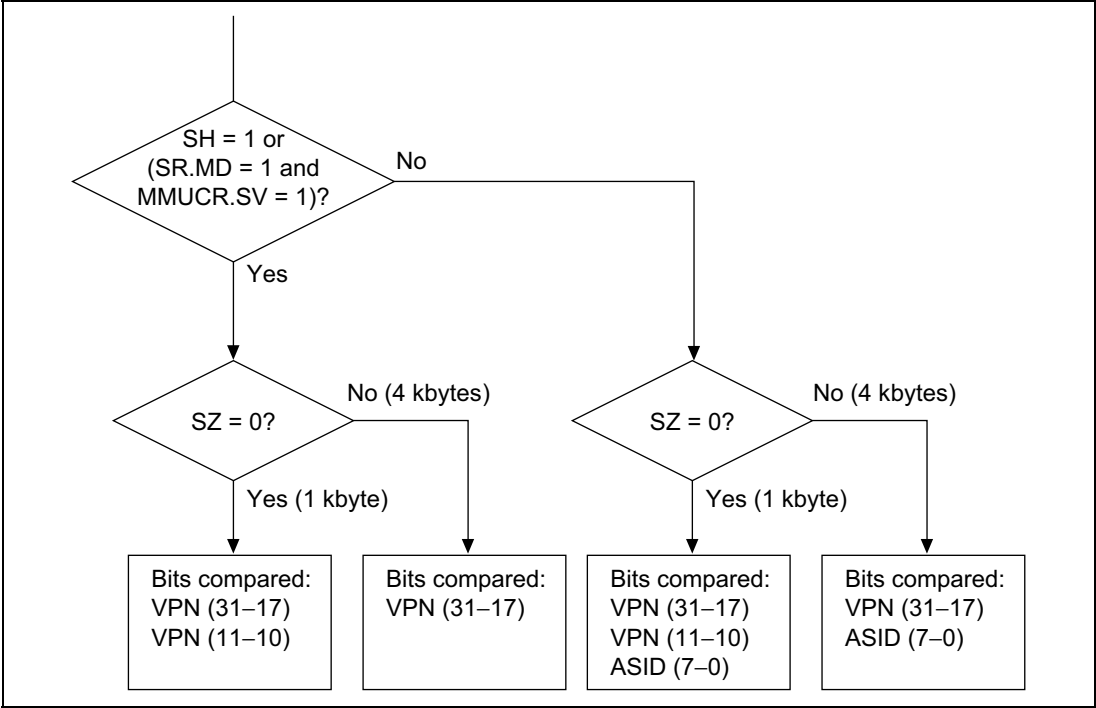 SH = 1 or
(SR.MD = 1 and
MMUCR.SV = 1)?
No
Yes
SZ = 0?
No (4 kbytes)
Yes (1 kbyte)
SZ = 0?
No (4 kbytes)
Yes (1 kbyte)
Bits compared:
VPN (31−17)
VPN (11−10)
Bits compared:
VPN (31−17)
Bits compared:
VPN (31−17)
VPN (11−10)
ASID (7−0)
Bits compared:
VPN (31−17)
ASID (7−0)